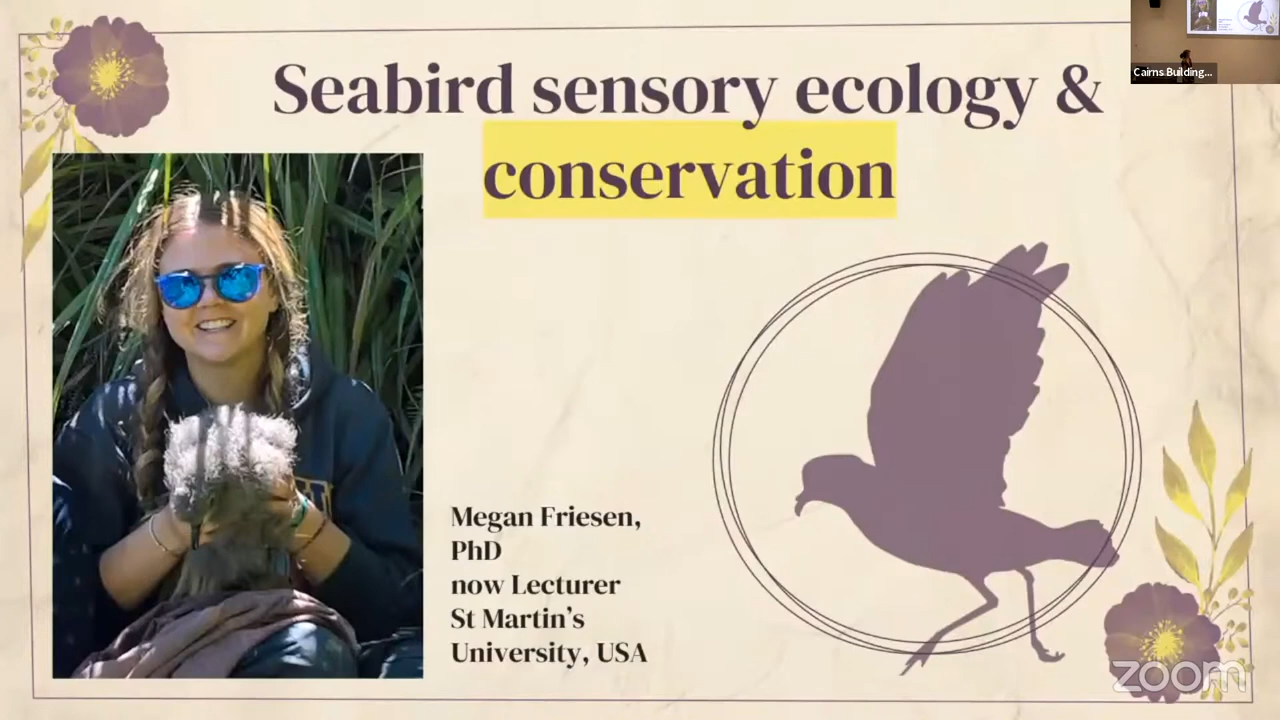 Seabird sensory ecology &
conservation
Cairns Building...
Megan Friesen,
PhD
now Lecturer
St Martin's
University, USA
zoom